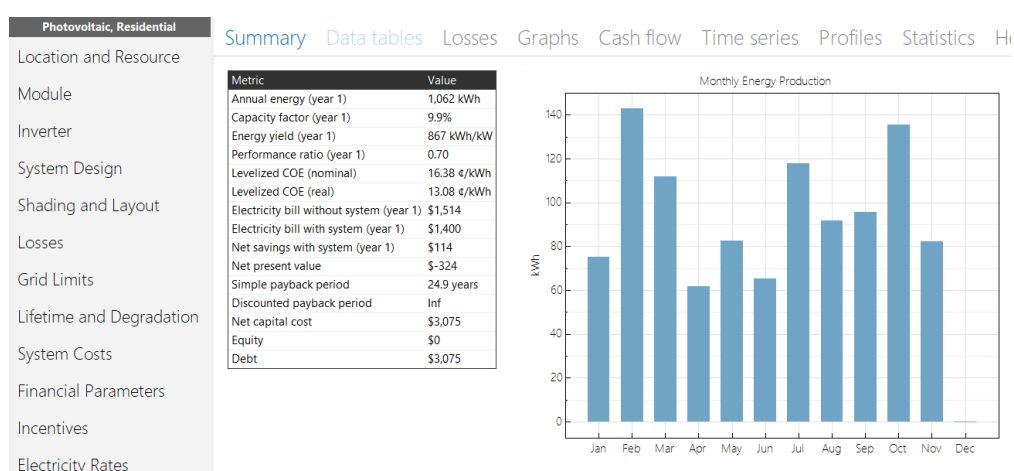 Photovoltaic, Residential
Location and Resource
Module
Inverter
System Design
Shading and Layout
Losses
Grid Limits
Lifetime and Degradation
System Costs
Financial Parameters
Incentives
Electricity Rates
Summary Data tables Losses Graphs Cash flow Time series Profiles Statistics
Metric Value
Annual energy (year 1) 1,062 kWh
Capacity factor (year 1) 9.9%
Energy yield (year 1) 867 kWh/kW
Performance ratio (year 1) 0.70
Levelized COE (nominal) 16.38 ¢/kWh
Levelized COE (real) 13.08 ¢/kWh
Electricity bill without system (year 1) $1,514
Electricity bill with system (year 1) $1,400
Net savings with system (year 1) $114
Net present value $-324
Simple payback period 24.9 years
Discounted payback period Inf
Net capital cost $3,075
Equity $0
Debt $3,075
Monthly Energy Production
kWh
140
120
100
80
60
40
20
0
Jan Feb Mar Apr May Jun Jul Aug Sep Oct Nov Dec